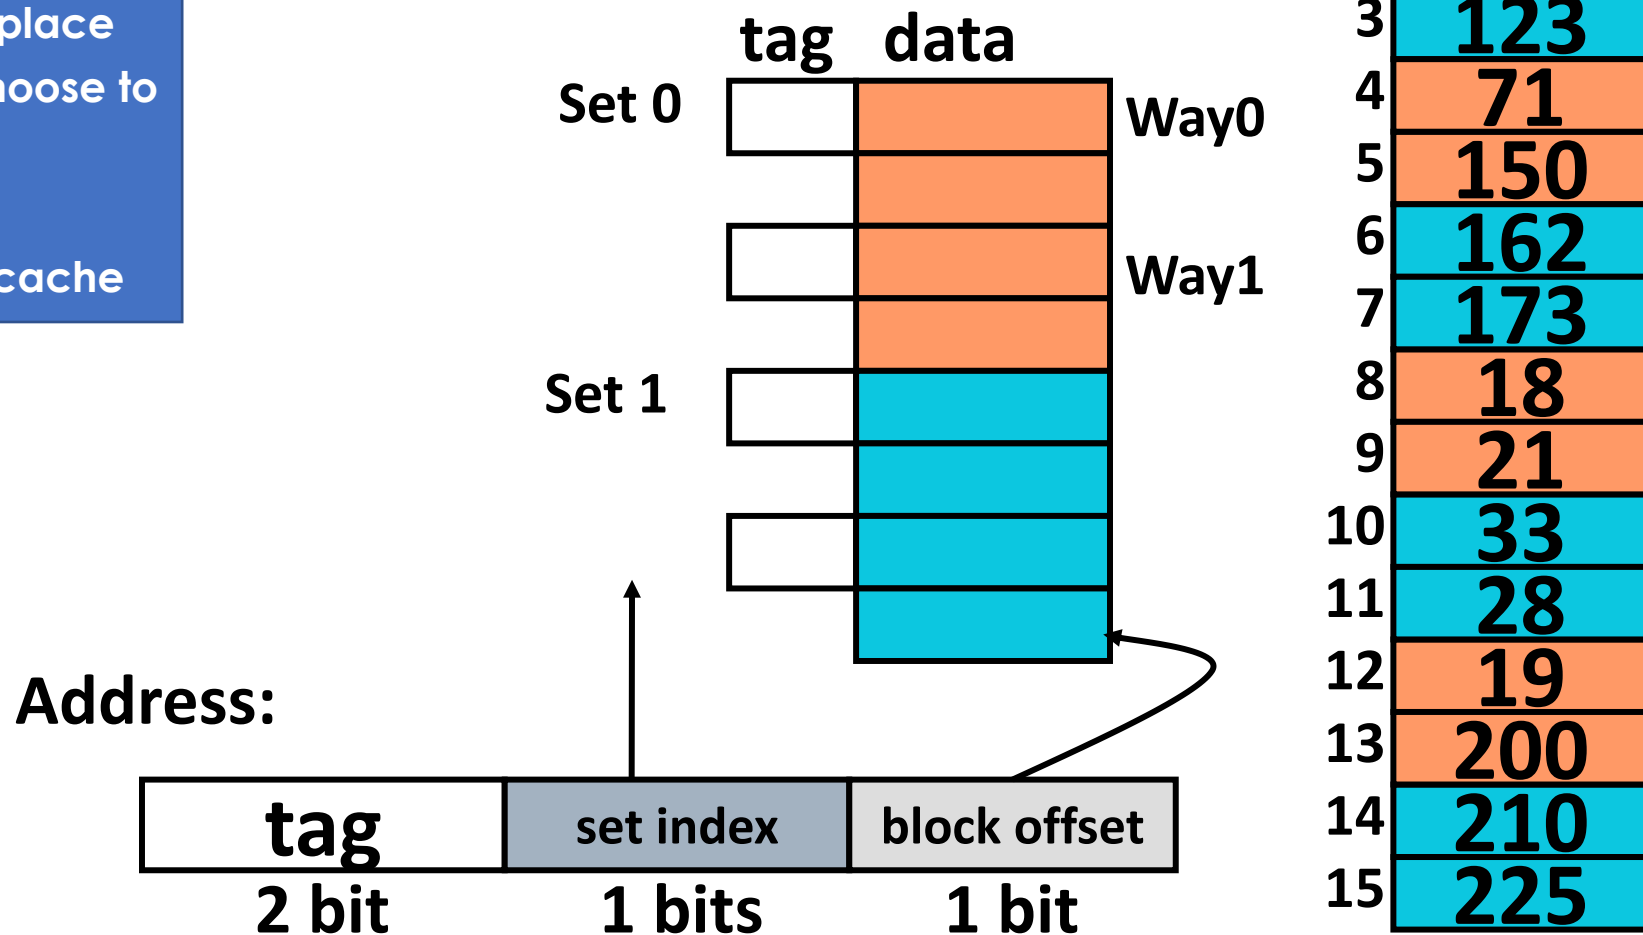 place
hoose to
cache
tag data
Set 0
Way0
Way1
Set 1
3 123
4 71
5 150
6 162
7 173
8 18
9 21
10 33
11 28
12 19
13 200
14 210
15 225
Address:
tag set index block offset
2 bit 1 bits 1 bit